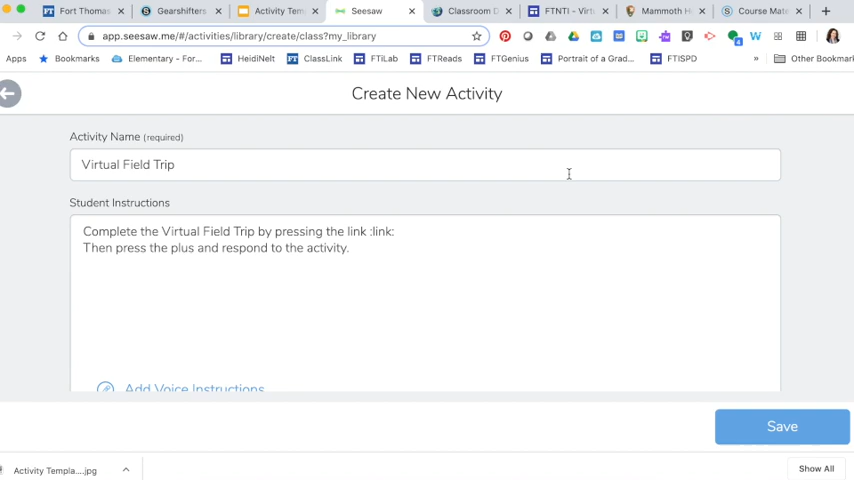 Fort Thomas
Gearshifters
Activity Temp
Seesaw
Classroom D
FTNTI - Virtu
Mammoth H
Course Mate
app.seesaw.me/#/activities/library/create/class?my_library
W
4
Apps
Bookmarks
Elementary - For...
HeidiNelt
ClassLink
FTiLab
FTReads
FTGenius
Portrait of a Grad...
FTISPD
»
Other Bookmar
Create New Activity
Activity Name (required)
Virtual Field Trip
Student Instructions
Complete the Virtual Field Trip by pressing the link :link:
Then press the plus and respond to the activity.
Add Voice Instructions
Save
Activity Templa....jpg
Show All